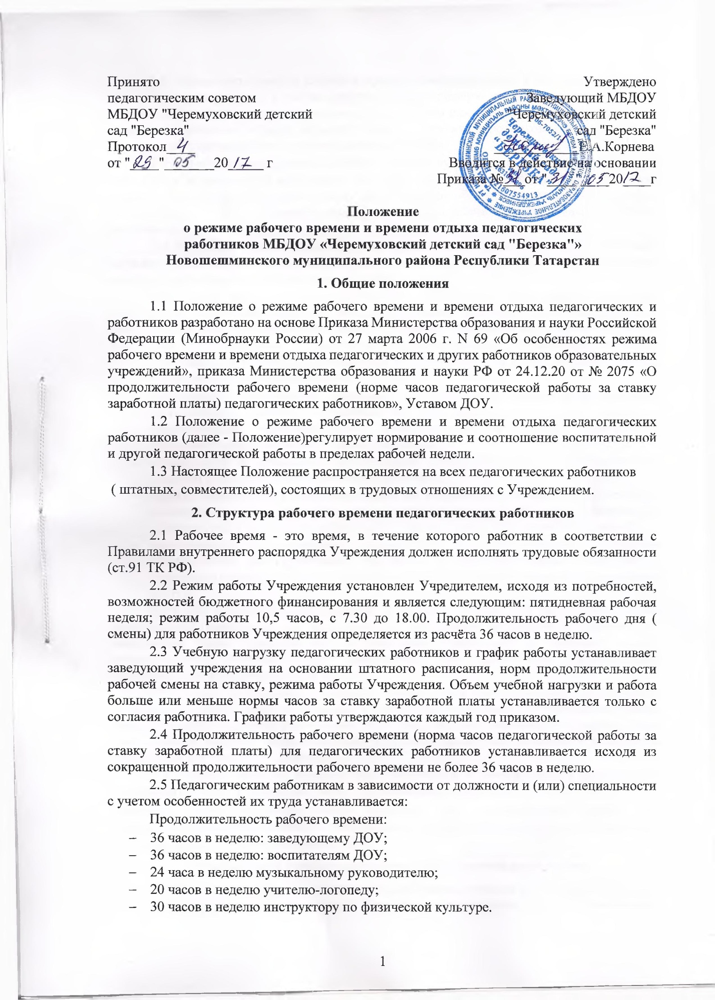 Принято
педагогическим советом
МБДОУ "Черемуховский детский
сад "Березка"
Протокол 4
от "29" 05 2017 г
Утверждено
Заведующий МБДОУ
"Черемуховский детский
сад "Березка"
Е.А.Корнева
Вводится в действие на основании
Приказа № 38 от "31" 05 2017 г
Черемуховский
детский сад
"БЕРЕЗКА"
Положение
о режиме рабочего времени и времени отдыха педагогических
работников МБДОУ «Черемуховский детский сад "Березка"»
Новошешминского муниципального района Республики Татарстан
1. Общие положения
1.1 Положение о режиме рабочего времени и времени отдыха педагогических и
работников разработано на основе Приказа Министерства образования и науки Российской
Федерации (Минобрнауки России) от 27 марта 2006 г. N 69 «Об особенностях режима
рабочего времени и времени отдыха педагогических и других работников образовательных
учреждений», приказа Министерства образования и науки РФ от 24.12.20 от № 2075 «О
продолжительности рабочего времени (норме часов педагогической работы за ставку
заработной платы) педагогических работников», Уставом ДОУ.
1.2 Положение о режиме рабочего времени и времени отдыха педагогических
работников (далее - Положение)регулирует нормирование и соотношение воспитательной
и другой педагогической работы в пределах рабочей недели.
1.3 Настоящее Положение распространяется на всех педагогических работников
( штатных, совместителей), состоящих в трудовых отношениях с Учреждением.
2. Структура рабочего времени педагогических работников
2.1 Рабочее время - это время, в течение которого работник в соответствии с
Правилами внутреннего распорядка Учреждения должен исполнять трудовые обязанности
(ст.91 ТК РФ).
2.2 Режим работы Учреждения установлен Учредителем, исходя из потребностей,
возможностей бюджетного финансирования и является следующим: пятидневная рабочая
неделя; режим работы 10,5 часов, с 7.30 до 18.00. Продолжительность рабочего дня (
смены) для работников Учреждения определяется из расчёта 36 часов в неделю.
2.3 Учебную нагрузку педагогических работников и график работы устанавливает
заведующий учреждения на основании штатного расписания, норм продолжительности
рабочей смены на ставку, режима работы Учреждения. Объем учебной нагрузки и работа
больше или меньше нормы часов за ставку заработной платы устанавливается только с
согласия работника. Графики работы утверждаются каждый год приказом.
2.4 Продолжительность рабочего времени (норма часов педагогической работы за
ставку заработной платы) для педагогических работников устанавливается исходя из
сокращенной продолжительности рабочего времени не более 36 часов в неделю.
2.5 Педагогическим работникам в зависимости от должности и (или) специальности
с учетом особенностей их труда устанавливается:
Продолжительность рабочего времени:
– 36 часов в неделю: заведующему ДОУ;
– 36 часов в неделю: воспитателям ДОУ;
– 24 часа в неделю музыкальному руководителю;
– 20 часов в неделю учителю-логопеду;
– 30 часов в неделю инструктору по физической культуре.
1